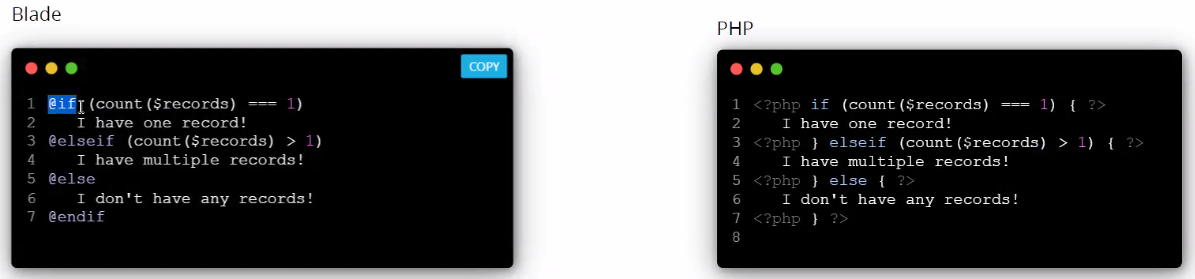 Blade
COPY
1 @if (count($records) === 1)
2    I have one record!
3 @elseif (count($records) > 1)
4    I have multiple records!
5 @else
6    I don't have any records!
7 @endif
PHP
1 <?php if (count($records) === 1) { ?>
2    I have one record!
3 <?php } elseif (count($records) > 1) { ?>
4    I have multiple records!
5 <?php } else { ?>
6    I don't have any records!
7 <?php } ?>
8